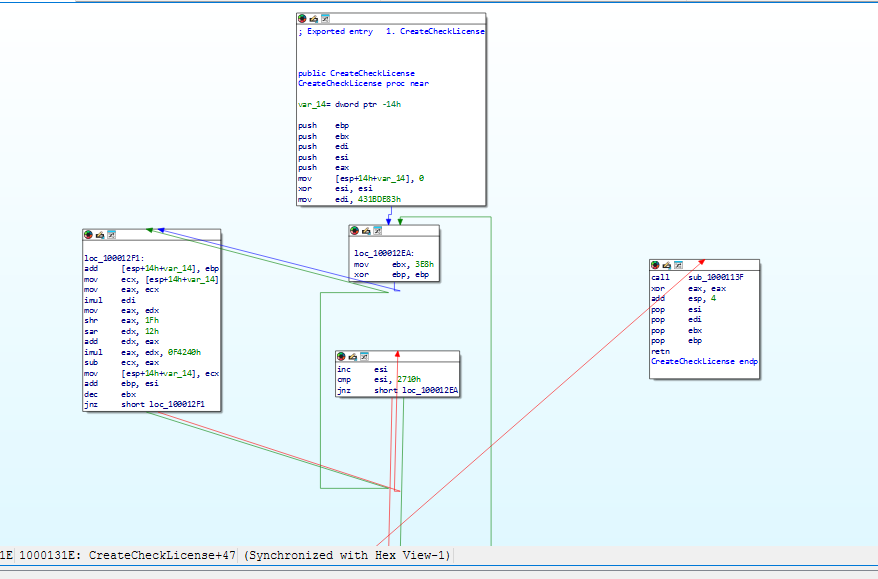 ; Exported entry   1. CreateCheckLicense
public CreateCheckLicense
CreateCheckLicense proc near
var_14= dword ptr -14h
push    ebp
push    ebx
push    edi
push    esi
push    eax
mov     [esp+14h+var_14], 0
xor     esi, esi
mov     edi, 431BDE83h
loc_100012F1:
add     [esp+14h+var_14], ebp
mov     ecx, [esp+14h+var_14]
mov     eax, ecx
imul    edi
mov     eax, edx
shr     eax, 1Fh
sar     edx, 12h
add     edx, eax
imul    eax, edx, 0F4240h
sub     ecx, eax
mov     [esp+14h+var_14], ecx
add     ebp, esi
dec     ebx
jnz     short loc_100012F1
loc_100012EA:
mov     ebx, 3E8h
xor     ebp, ebp
inc     esi
cmp     esi, 2710h
jnz     short loc_100012EA
call    sub_1000113F
xor     eax, eax
add     esp, 4
pop     esi
pop     edi
pop     ebx
pop     ebp
retn
CreateCheckLicense endp
1E 1000131E: CreateCheckLicense+47 (Synchronized with Hex View-1)